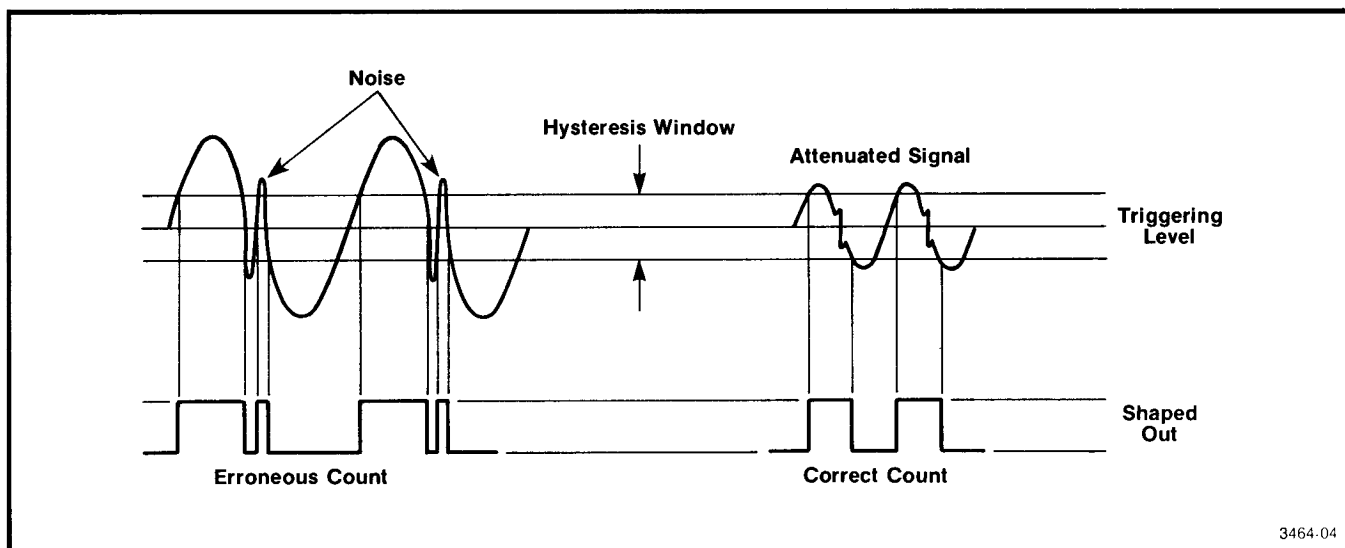 Noise
Hysteresis Window
Attenuated Signal
Triggering
Level
Shaped
Out
Erroneous Count
Correct Count
3464-04